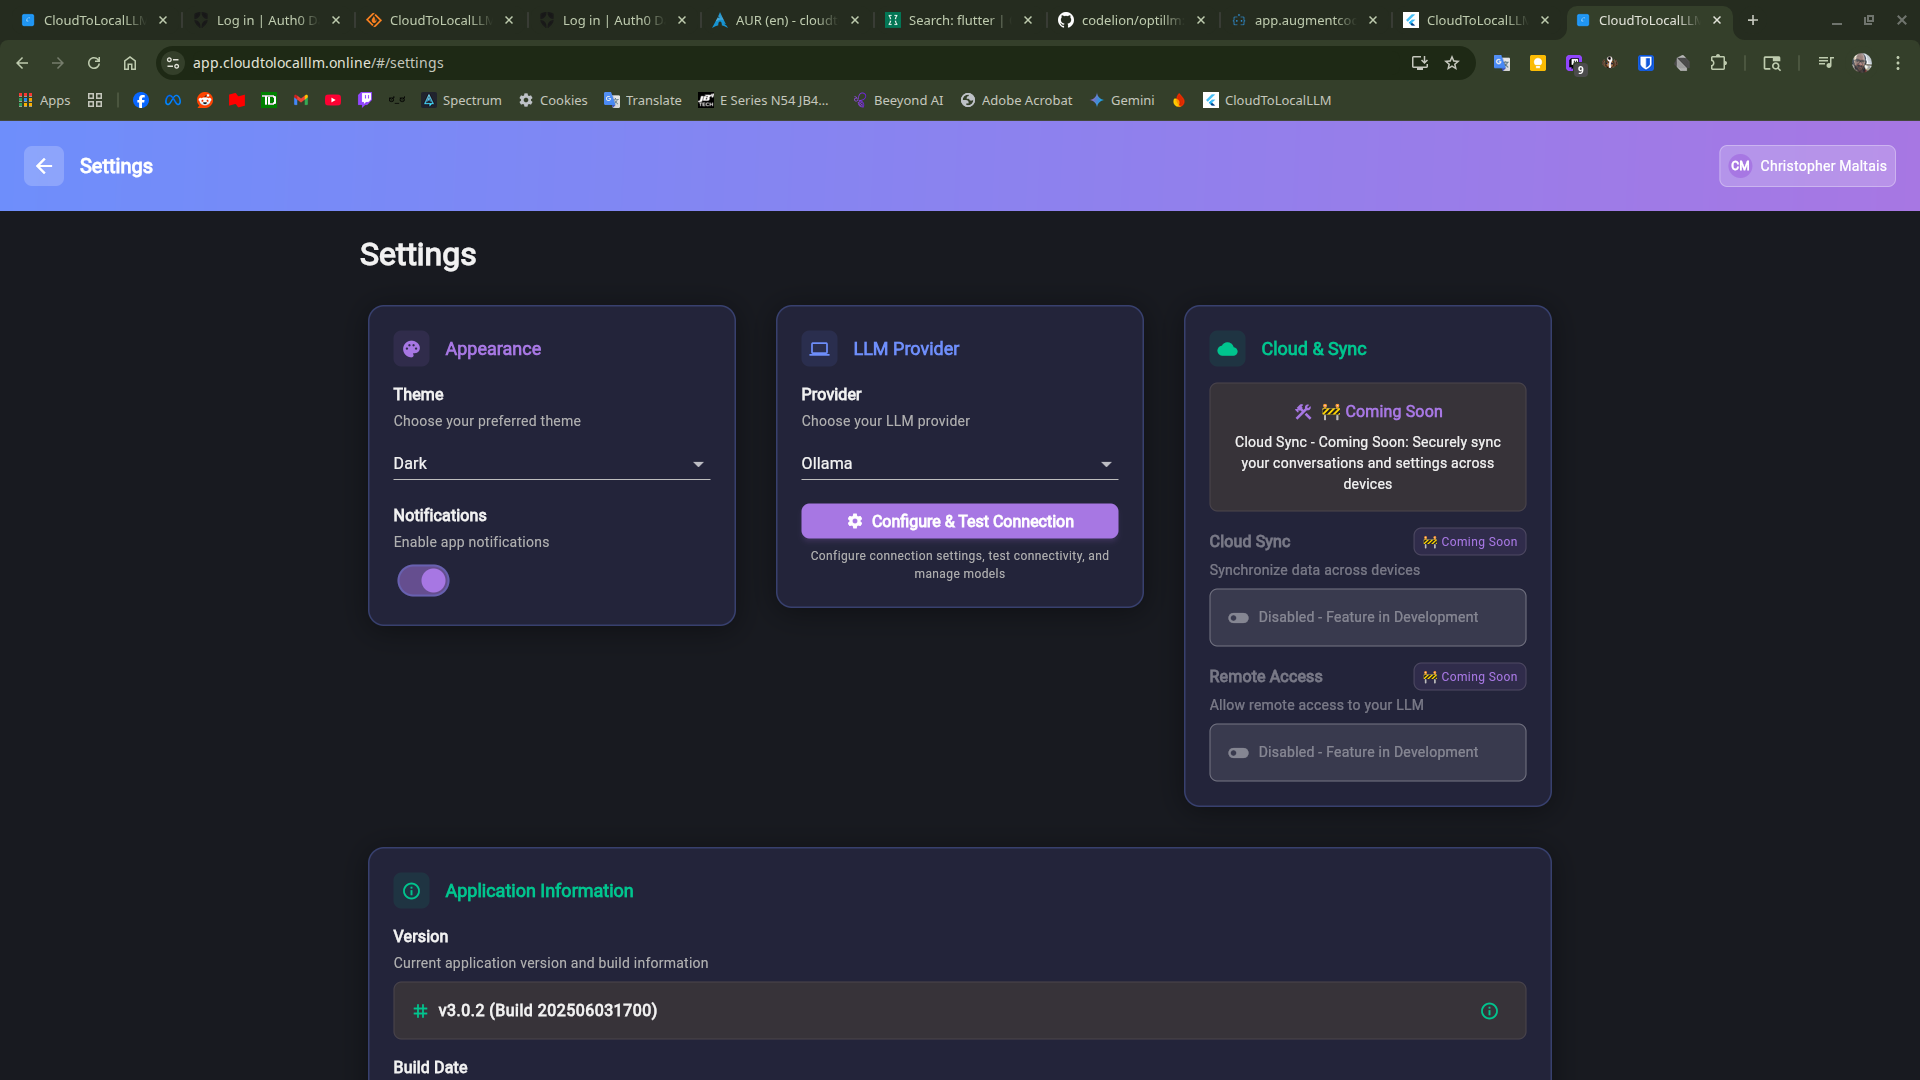 CloudToLocalLLM
Log in | Auth0 D
CloudToLocalLLM
Log in | Auth0 D
AUR (en) - cloudt
Search: flutter |
codelion/optillm:
app.augmentco
CloudToLocalLLM
CloudToLocalLLM
app.cloudtolocalllm.online/#/settings
9
Apps
TD
Spectrum
Cookies
Translate
E Series N54 JB4...
Beeyond AI
Adobe Acrobat
Gemini
CloudToLocalLLM
Settings
CM Christopher Maltais
Settings
Appearance
Theme
Choose your preferred theme
Dark
Notifications
Enable app notifications
LLM Provider
Provider
Choose your LLM provider
Ollama
Configure & Test Connection
Configure connection settings, test connectivity, and
manage models
Cloud & Sync
🛠 🚧 Coming Soon
Cloud Sync - Coming Soon: Securely sync
your conversations and settings across
devices
Cloud Sync
🚧 Coming Soon
Synchronize data across devices
Disabled - Feature in Development
Remote Access
🚧 Coming Soon
Allow remote access to your LLM
Disabled - Feature in Development
Application Information
Version
Current application version and build information
# v3.0.2 (Build 202506031700)
Build Date